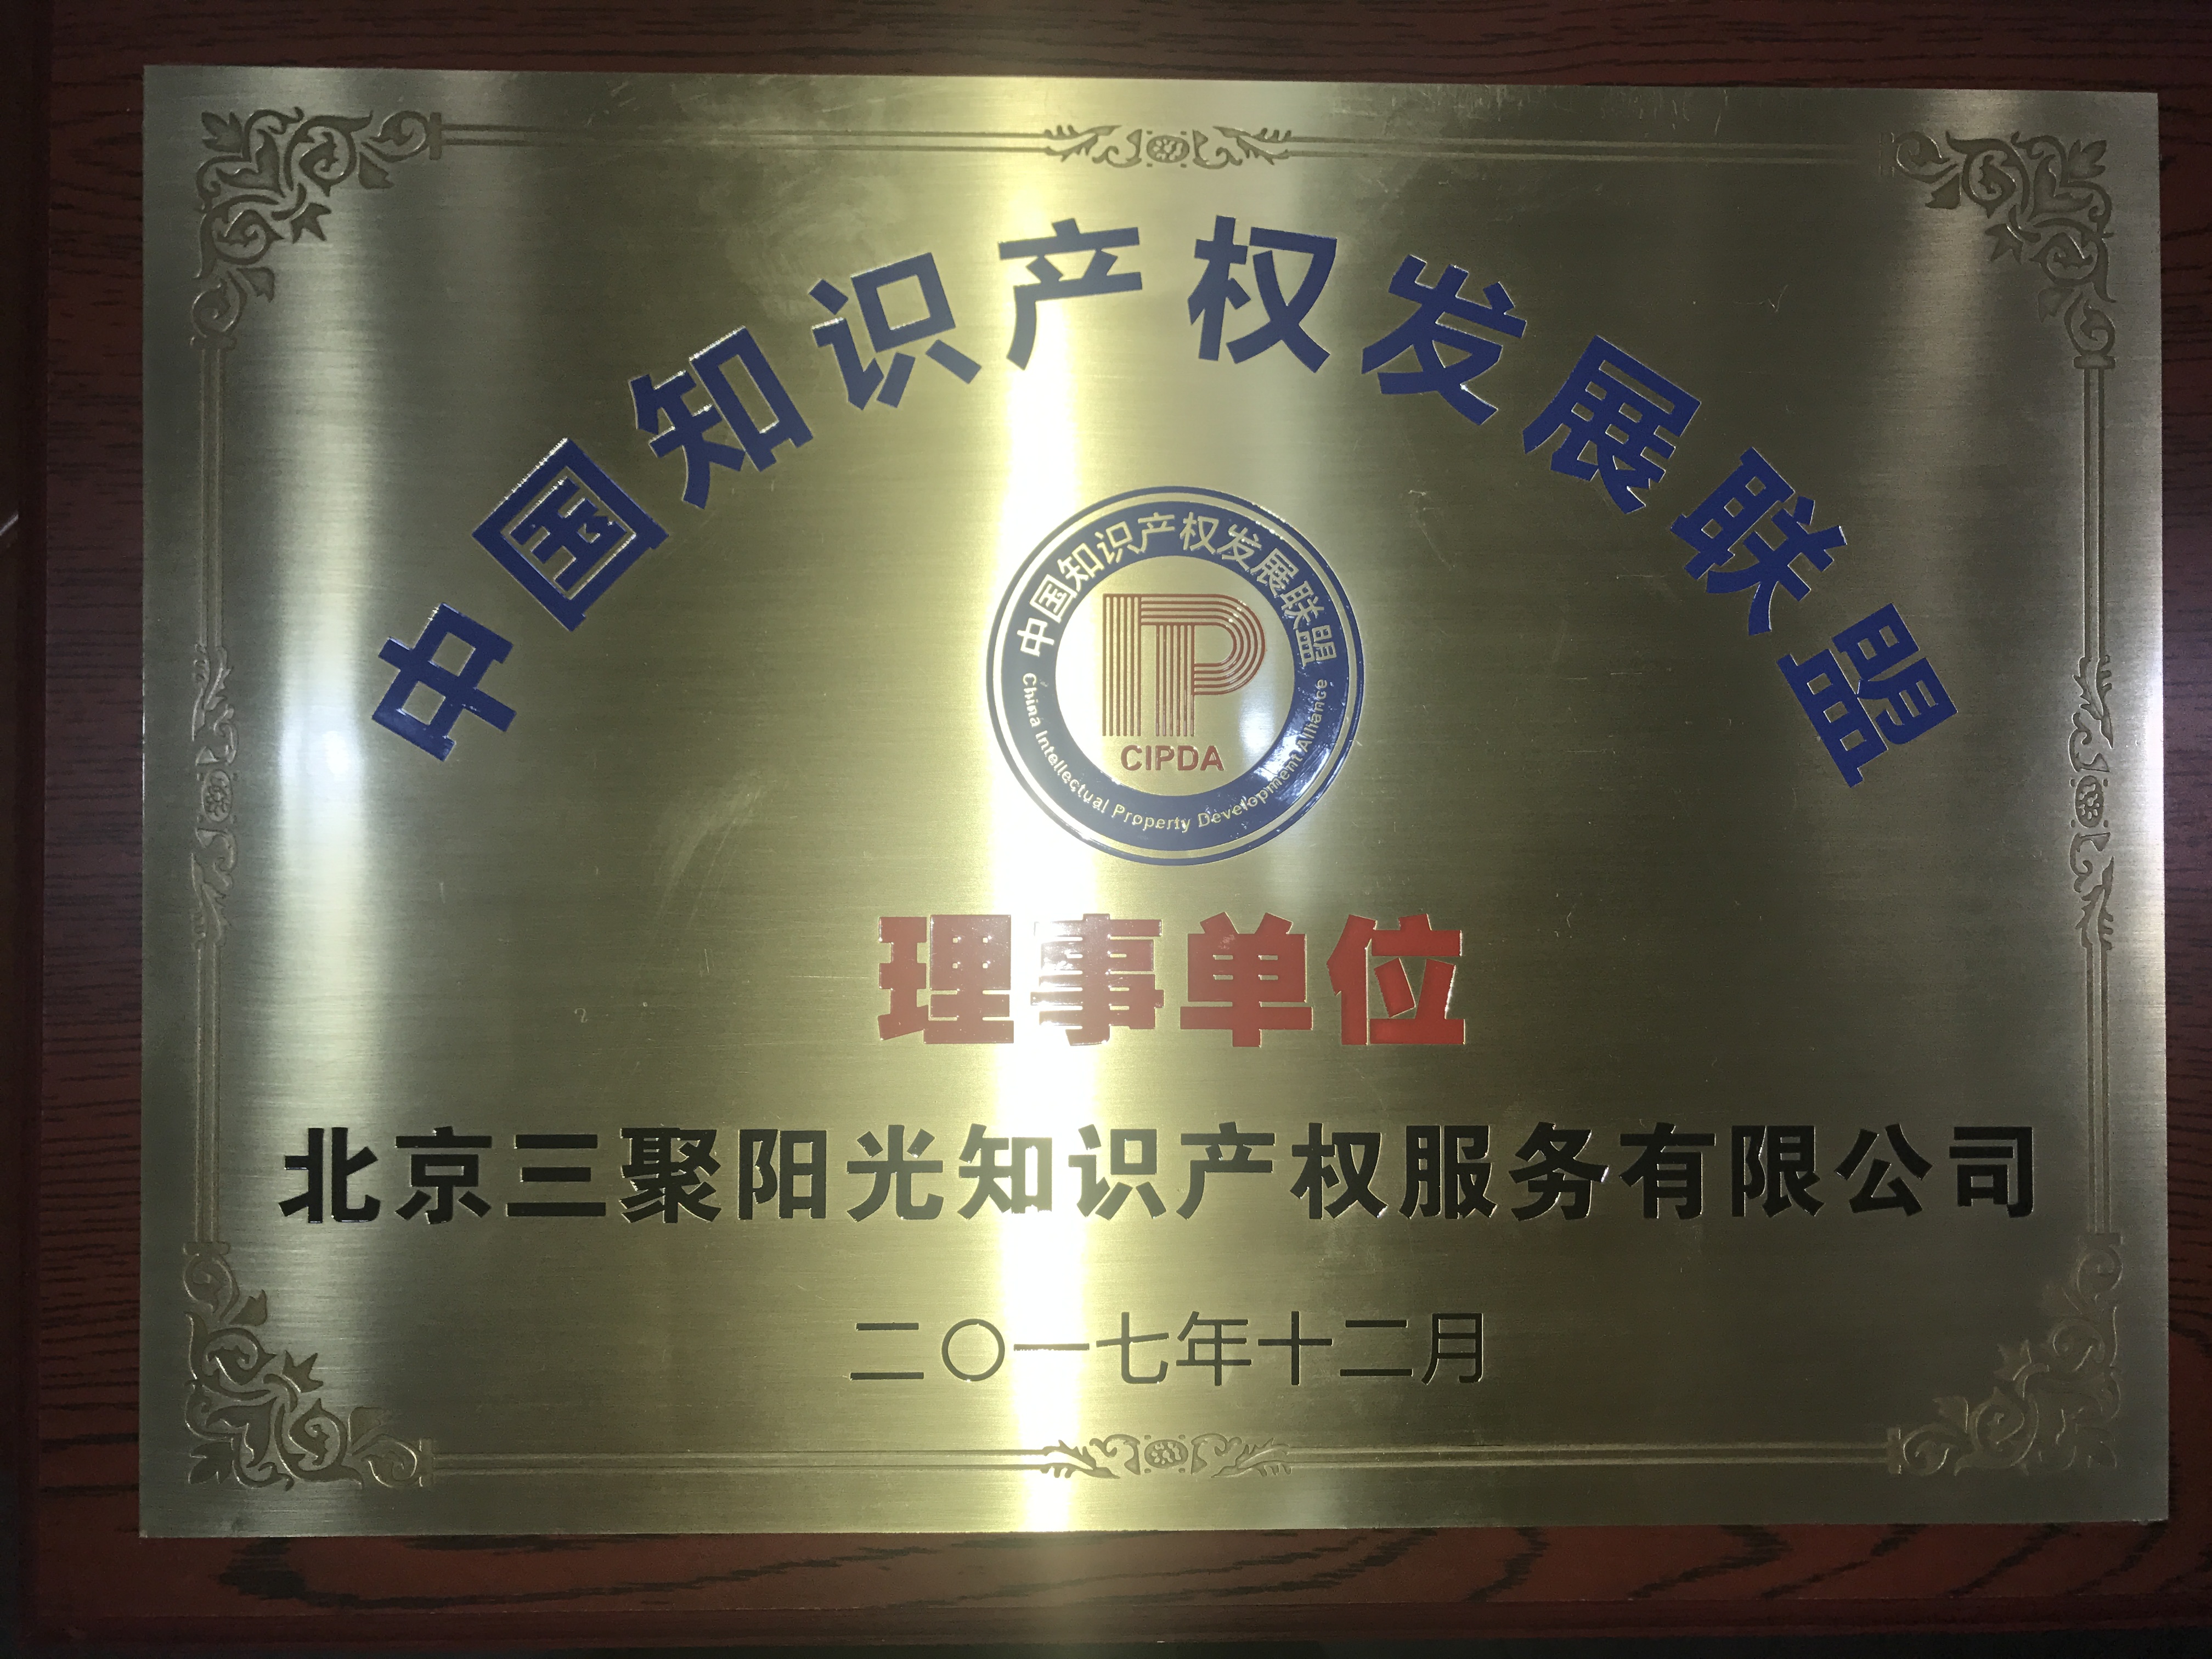 中国知识产权发展联盟
中国知识产权发展联盟
IP
CIPDA
China Intellectual Property Development Alliance
理事单位
北京三聚阳光知识产权服务有限公司
二〇一七年十二月